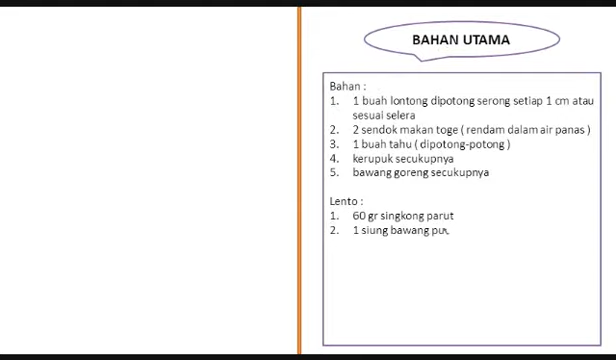 BAHAN UTAMA
Bahan :
1. 1 buah lontong dipotong serong setiap 1 cm atau
sesuai selera
2. 2 sendok makan toge ( rendam dalam air panas )
3. 1 buah tahu ( dipotong-potong )
4. kerupuk secukupnya
5. bawang goreng secukupnya
Lento :
1. 60 gr singkong parut
2. 1 siung bawang